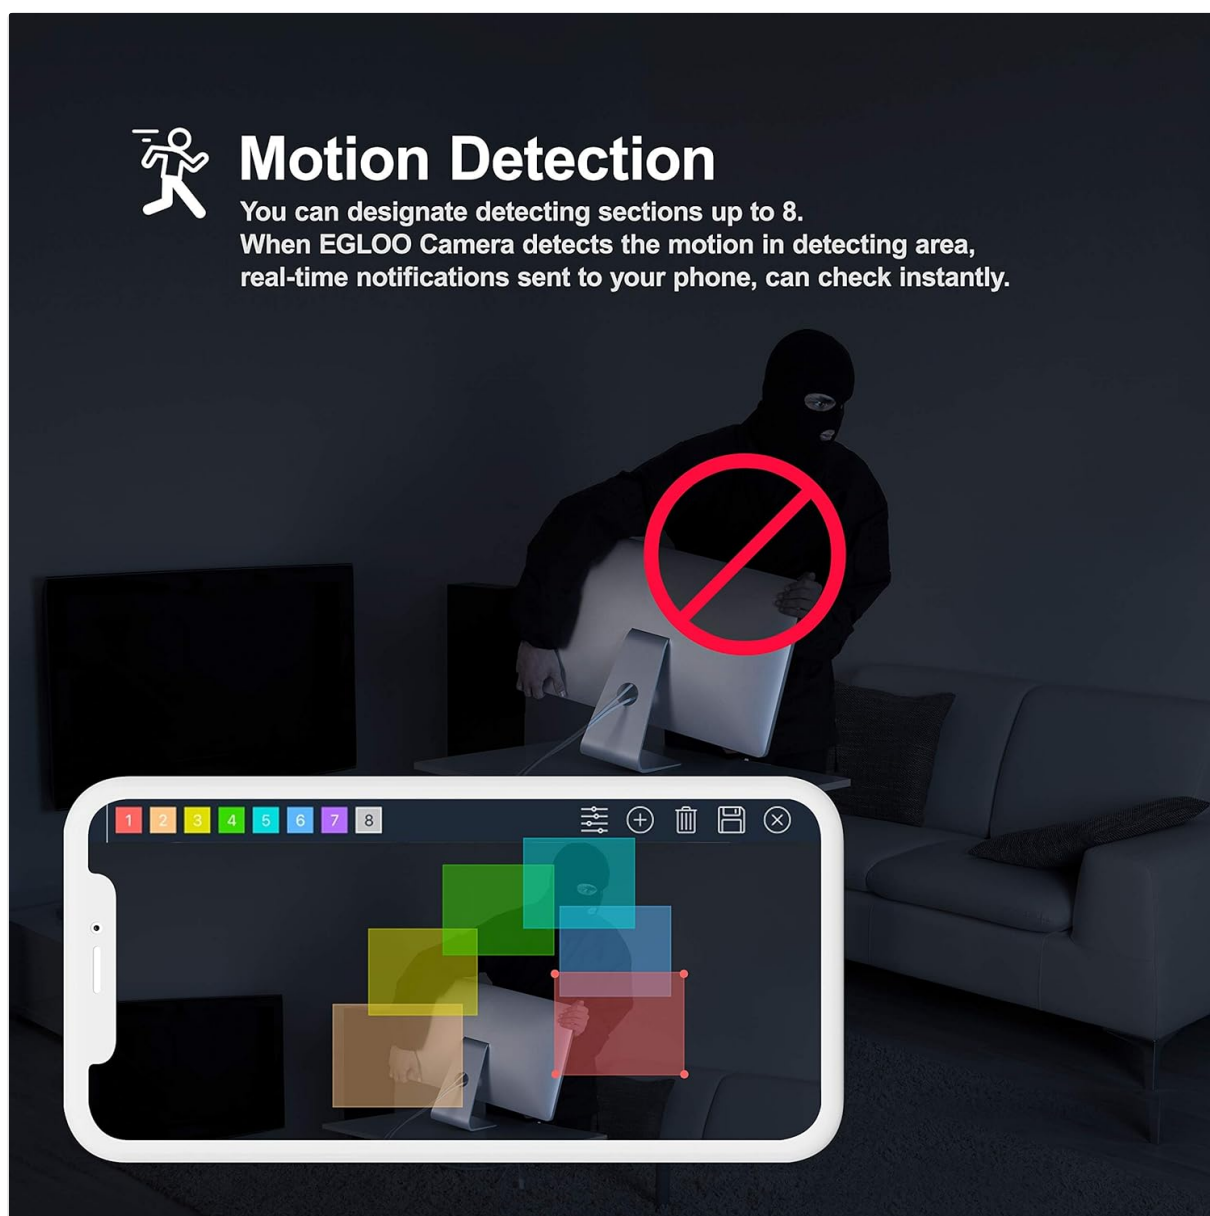 Motion Detection
You can designate detecting sections up to 8.
When EGLOO Camera detects the motion in detecting area,
real-time notifications sent to your phone, can check instantly.
1 2 3 4 5 6 7 8